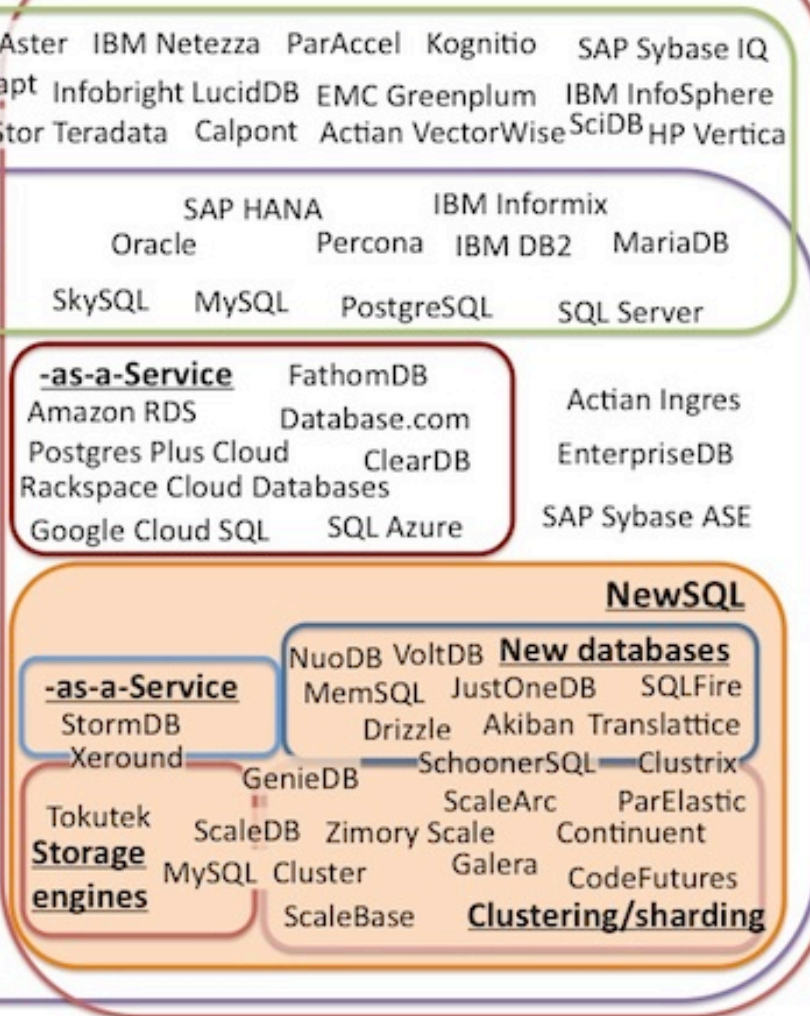 Aster IBM Netezza ParAccel Kognitio SAP Sybase IQ
apt Infobright LucidDB EMC Greenplum IBM InfoSphere
Stor Teradata Calpont Actian VectorWise SciDB HP Vertica
SAP HANA IBM Informix
Oracle Percona IBM DB2 MariaDB
SkySQL MySQL PostgreSQL SQL Server
-as-a-Service FathomDB
Amazon RDS Database.com
Postgres Plus Cloud ClearDB
Rackspace Cloud Databases
Google Cloud SQL SQL Azure
Actian Ingres
EnterpriseDB
SAP Sybase ASE
NewSQL
NuoDB VoltDB New databases
MemSQL JustOneDB SQLFire
Drizzle Akiban Translattice
-as-a-Service
StormDB
Xeround
SchoonerSQL Clustrix
GenieDB
ScaleArc ParElastic
Tokutek
ScaleDB Zimory Scale Continuent
Storage
engines
MySQL Cluster Galera CodeFutures
ScaleBase Clustering/sharding